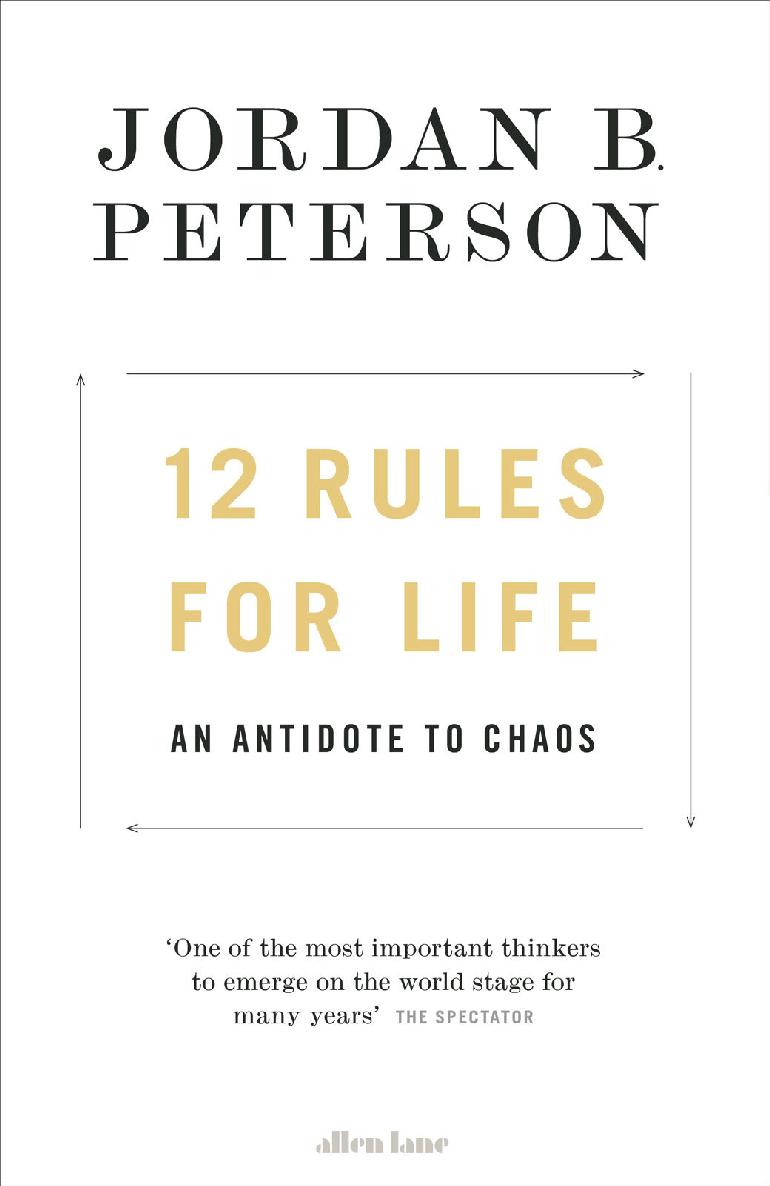 JORDAN B.
PETERSON
12 RULES
FOR LIFE
AN ANTIDOTE TO CHAOS
‘One of the most important thinkers
to emerge on the world stage for
many years’ THE SPECTATOR
allen lane